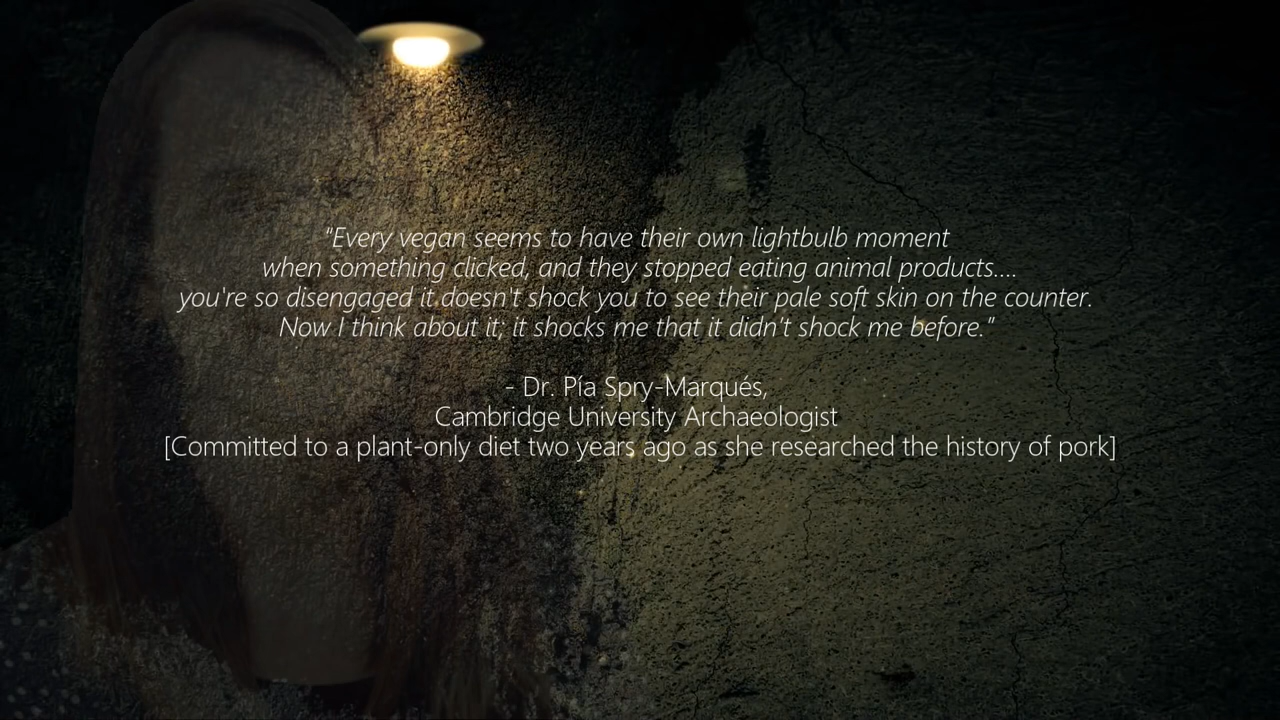 "Every vegan seems to have their own lightbulb moment
when something clicked, and they stopped eating animal products....
you're so disengaged it doesn't shock you to see their pale soft skin on the counter.
Now I think about it; it shocks me that it didn't shock me before."
- Dr. Pía Spry-Marqués,
Cambridge University Archaeologist
[Committed to a plant-only diet two years ago as she researched the history of pork]